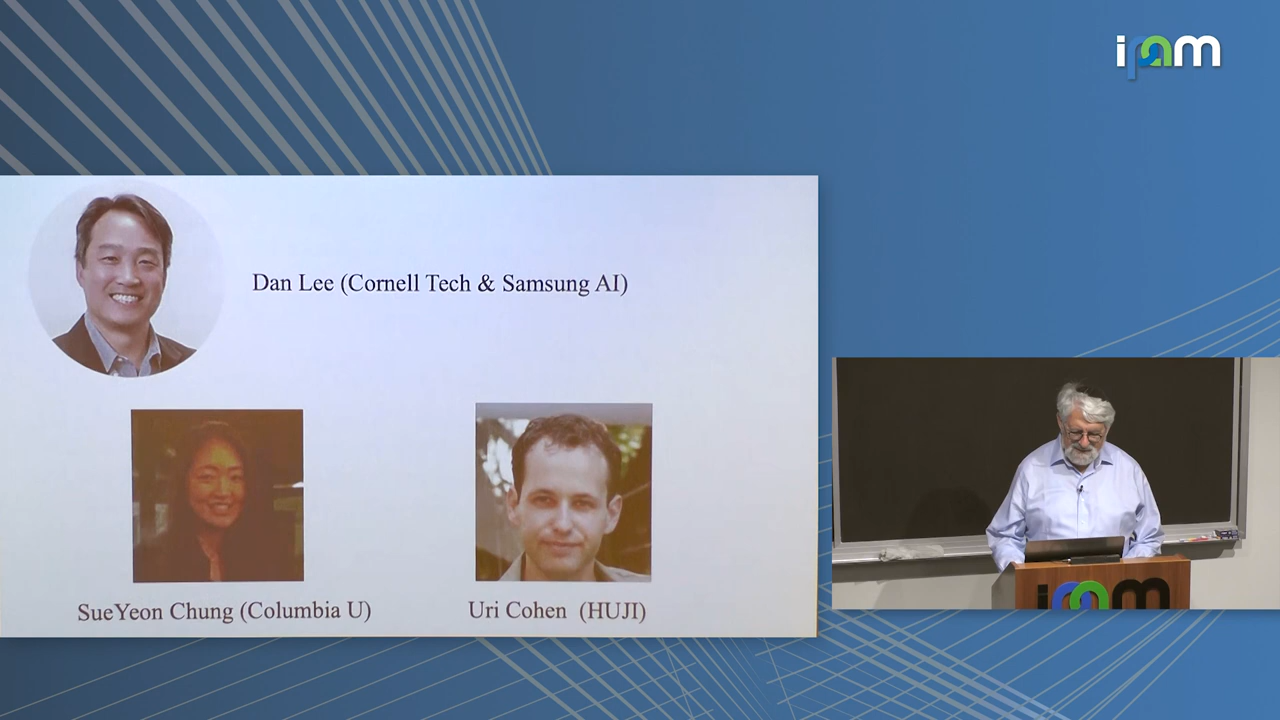 ipam
Dan Lee (Cornell Tech & Samsung AI)
SueYeon Chung (Columbia U)
Uri Cohen (HUJI)
ipam